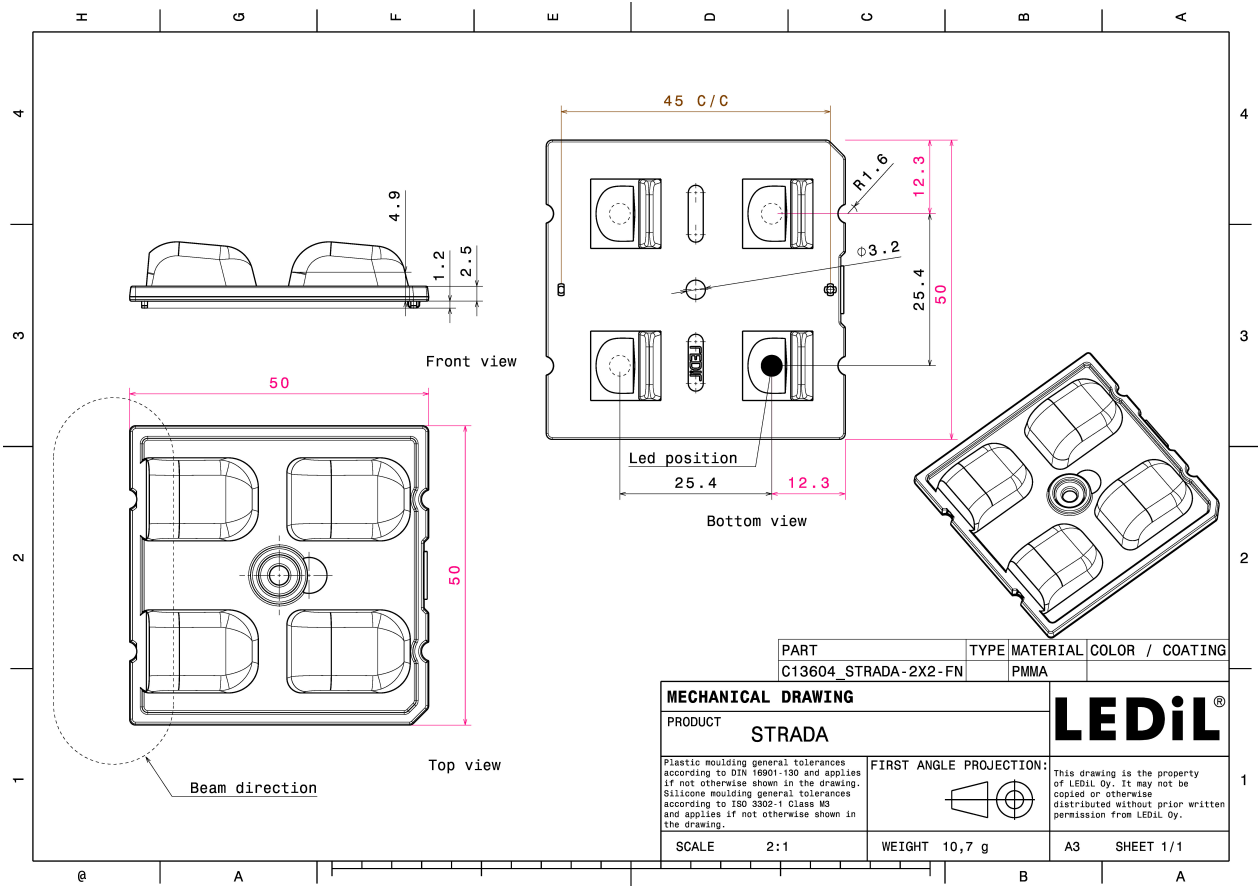 H G F E D C B A
4
4
45 C/C
R1.6
12.3
4.9
1.2
2.5
Ø3.2
25.4
50
3
3
Front view
LEDiL
50
Led position
25.4
12.3
Bottom view
2
2
50
Top view
Beam direction
1
1
PART TYPE MATERIAL COLOR / COATING
C13604_STRADA-2X2-FN PMMA
MECHANICAL DRAWING
PRODUCT
STRADA
LEDiL®
Plastic moulding general tolerances
according to DIN 16901-130 and applies
if not otherwise shown in the drawing.
Silicone moulding general tolerances
according to ISO 3302-1 Class M3
and applies if not otherwise shown in
the drawing.
FIRST ANGLE PROJECTION:
This drawing is the property
of LEDiL Oy. It may not be
copied or otherwise
distributed without prior written
permission from LEDiL Oy.
SCALE 2:1
WEIGHT 10,7 g
A3 SHEET 1/1
@ A B A